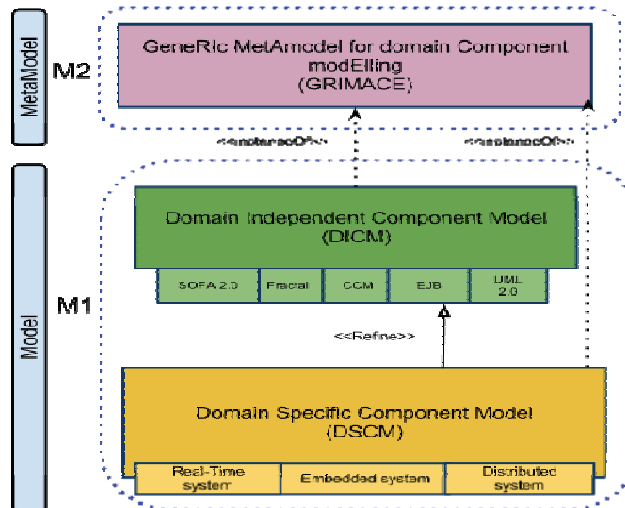 MetaModel
M2
GeneRIc MetAmodel for domain Component
modElling
(GRIMACE)
<<instanceOf>>
<<instanceOf>>
Model
M1
Domain Independent Component Model
(DICM)
SOFA 2.0
Fractal
CCM
EJB
UML
2.0
<<Refine>>
Domain Specific Component Model
(DSCM)
Real-Time
system
Embedded system
Distributed
system